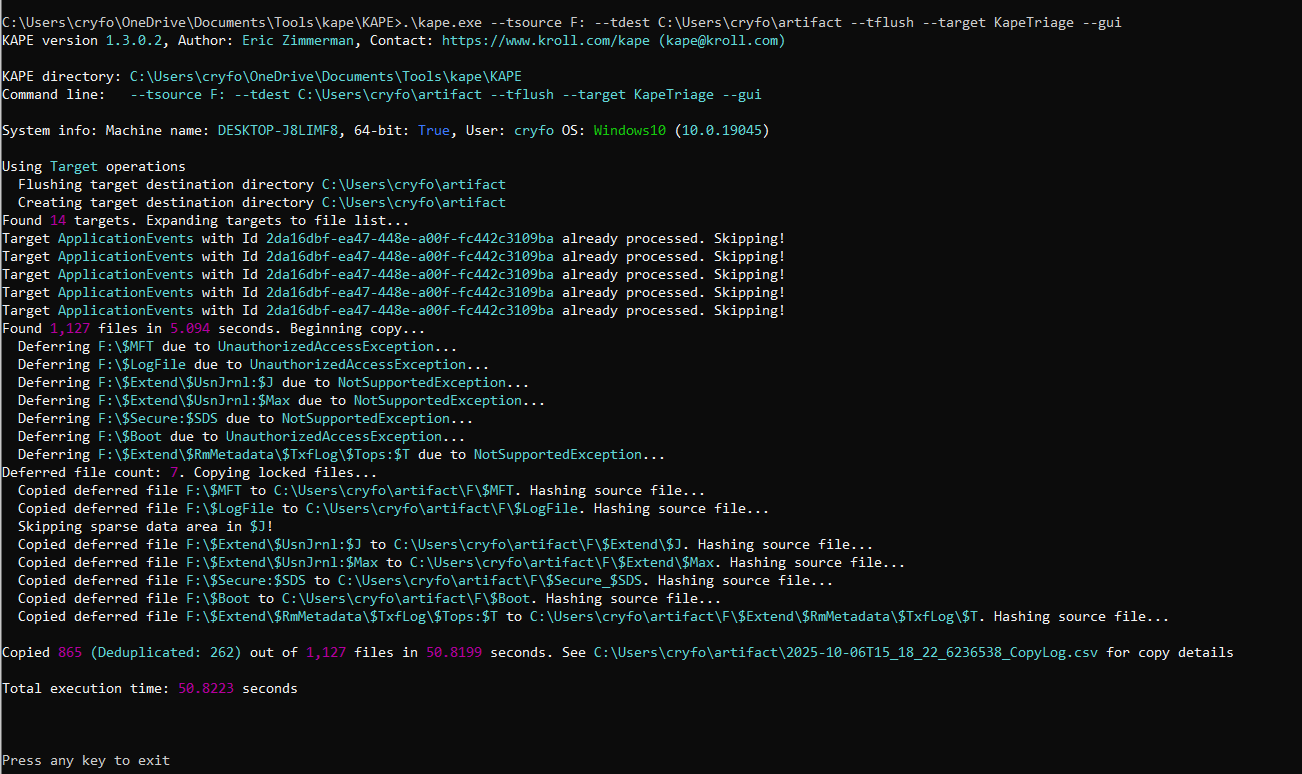 C:\Users\cryfo\OneDrive\Documents\Tools\kape\KAPE>.\kape.exe --tsource F: --tdest C:\Users\cryfo\artifact --tflush --target KapeTriage --gui
KAPE version 1.3.0.2, Author: Eric Zimmerman, Contact: https://www.kroll.com/kape (kape@kroll.com)
KAPE directory: C:\Users\cryfo\OneDrive\Documents\Tools\kape\KAPE
Command line:   --tsource F: --tdest C:\Users\cryfo\artifact --tflush --target KapeTriage --gui
System info: Machine name: DESKTOP-J8LIMF8, 64-bit: True, User: cryfo OS: Windows10 (10.0.19045)
Using Target operations
  Flushing target destination directory C:\Users\cryfo\artifact
  Creating target destination directory C:\Users\cryfo\artifact
Found 14 targets. Expanding targets to file list...
Target ApplicationEvents with Id 2da16dbf-ea47-448e-a00f-fc442c3109ba already processed. Skipping!
Target ApplicationEvents with Id 2da16dbf-ea47-448e-a00f-fc442c3109ba already processed. Skipping!
Target ApplicationEvents with Id 2da16dbf-ea47-448e-a00f-fc442c3109ba already processed. Skipping!
Target ApplicationEvents with Id 2da16dbf-ea47-448e-a00f-fc442c3109ba already processed. Skipping!
Target ApplicationEvents with Id 2da16dbf-ea47-448e-a00f-fc442c3109ba already processed. Skipping!
Found 1,127 files in 5.094 seconds. Beginning copy...
  Deferring F:\$MFT due to UnauthorizedAccessException...
  Deferring F:\$LogFile due to UnauthorizedAccessException...
  Deferring F:\$Extend\$UsnJrnl:$J due to NotSupportedException...
  Deferring F:\$Extend\$UsnJrnl:$Max due to NotSupportedException...
  Deferring F:\$Secure:$SDS due to NotSupportedException...
  Deferring F:\$Boot due to UnauthorizedAccessException...
  Deferring F:\$Extend\$RmMetadata\$TxfLog\$Tops:$T due to NotSupportedException...
Deferred file count: 7. Copying locked files...
  Copied deferred file F:\$MFT to C:\Users\cryfo\artifact\F\$MFT. Hashing source file...
  Copied deferred file F:\$LogFile to C:\Users\cryfo\artifact\F\$LogFile. Hashing source file...
  Skipping sparse data area in $J!
  Copied deferred file F:\$Extend\$UsnJrnl:$J to C:\Users\cryfo\artifact\F\$Extend\$J. Hashing source file...
  Copied deferred file F:\$Extend\$UsnJrnl:$Max to C:\Users\cryfo\artifact\F\$Extend\$Max. Hashing source file...
  Copied deferred file F:\$Secure:$SDS to C:\Users\cryfo\artifact\F\$Secure_$SDS. Hashing source file...
  Copied deferred file F:\$Boot to C:\Users\cryfo\artifact\F\$Boot. Hashing source file...
  Copied deferred file F:\$Extend\$RmMetadata\$TxfLog\$Tops:$T to C:\Users\cryfo\artifact\F\$Extend\$RmMetadata\$TxfLog\$T. Hashing source file...
Copied 865 (Deduplicated: 262) out of 1,127 files in 50.8199 seconds. See C:\Users\cryfo\artifact\2025-10-06T15_18_22_6236538_CopyLog.csv for copy details
Total execution time: 50.8223 seconds
Press any key to exit